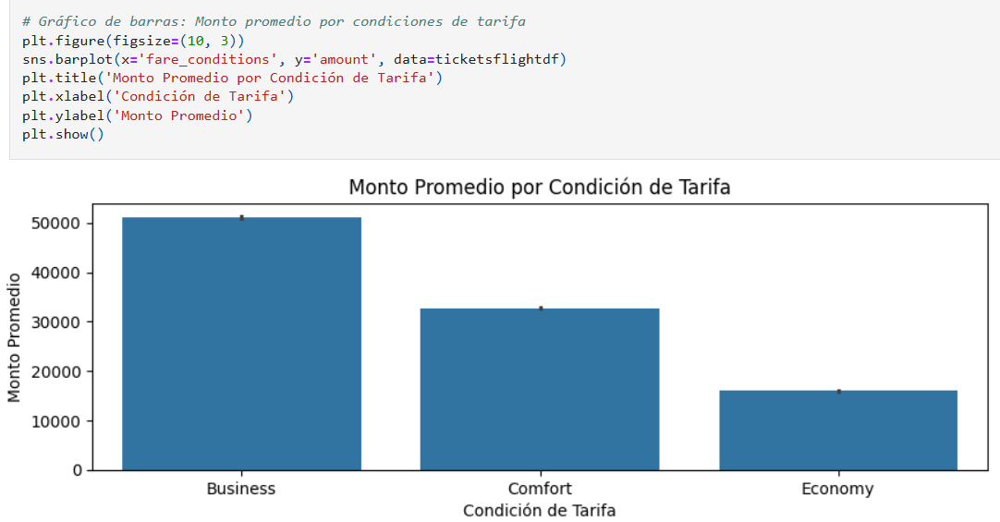 # Gráfico de barras: Monto promedio por condiciones de tarifa
plt.figure(figsize=(10, 3))
sns.barplot(x='fare_conditions', y='amount', data=ticketsflightdf)
plt.title('Monto Promedio por Condición de Tarifa')
plt.xlabel('Condición de Tarifa')
plt.ylabel('Monto Promedio')
plt.show()
Monto Promedio por Condición de Tarifa
Monto Promedio
50000
40000
30000
20000
10000
0
Business Comfort Economy
Condición de Tarifa